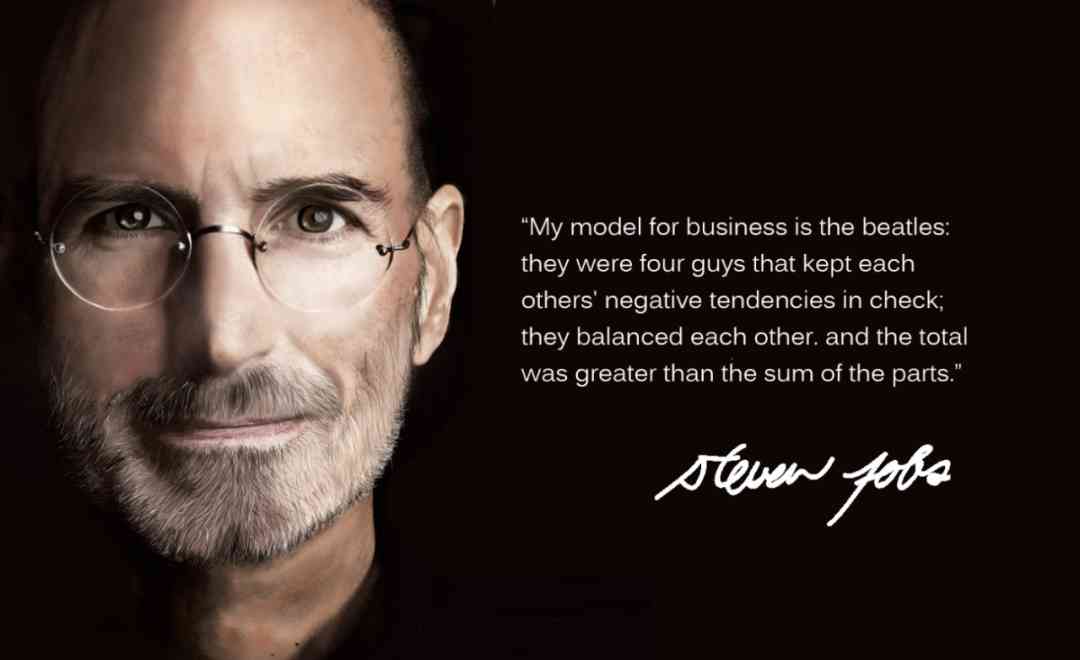 “My model for business is the beatles:
they were four guys that kept each
others' negative tendencies in check;
they balanced each other. and the total
was greater than the sum of the parts.”
steven jobs